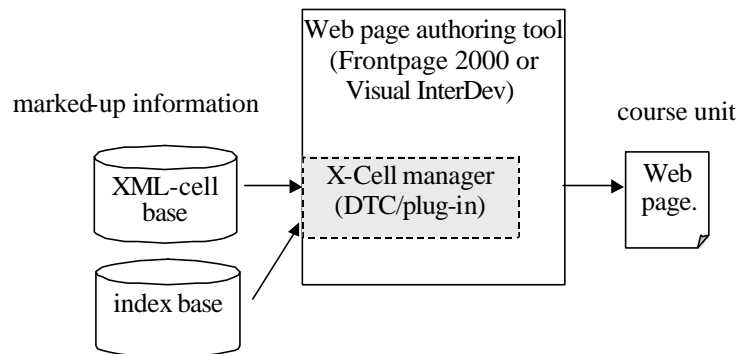 Web page authoring tool
(Frontpage 2000 or
Visual InterDev)
marked-up information
course unit
XML-cell
base
X-Cell manager
(DTC/plug-in)
Web
page.
index base